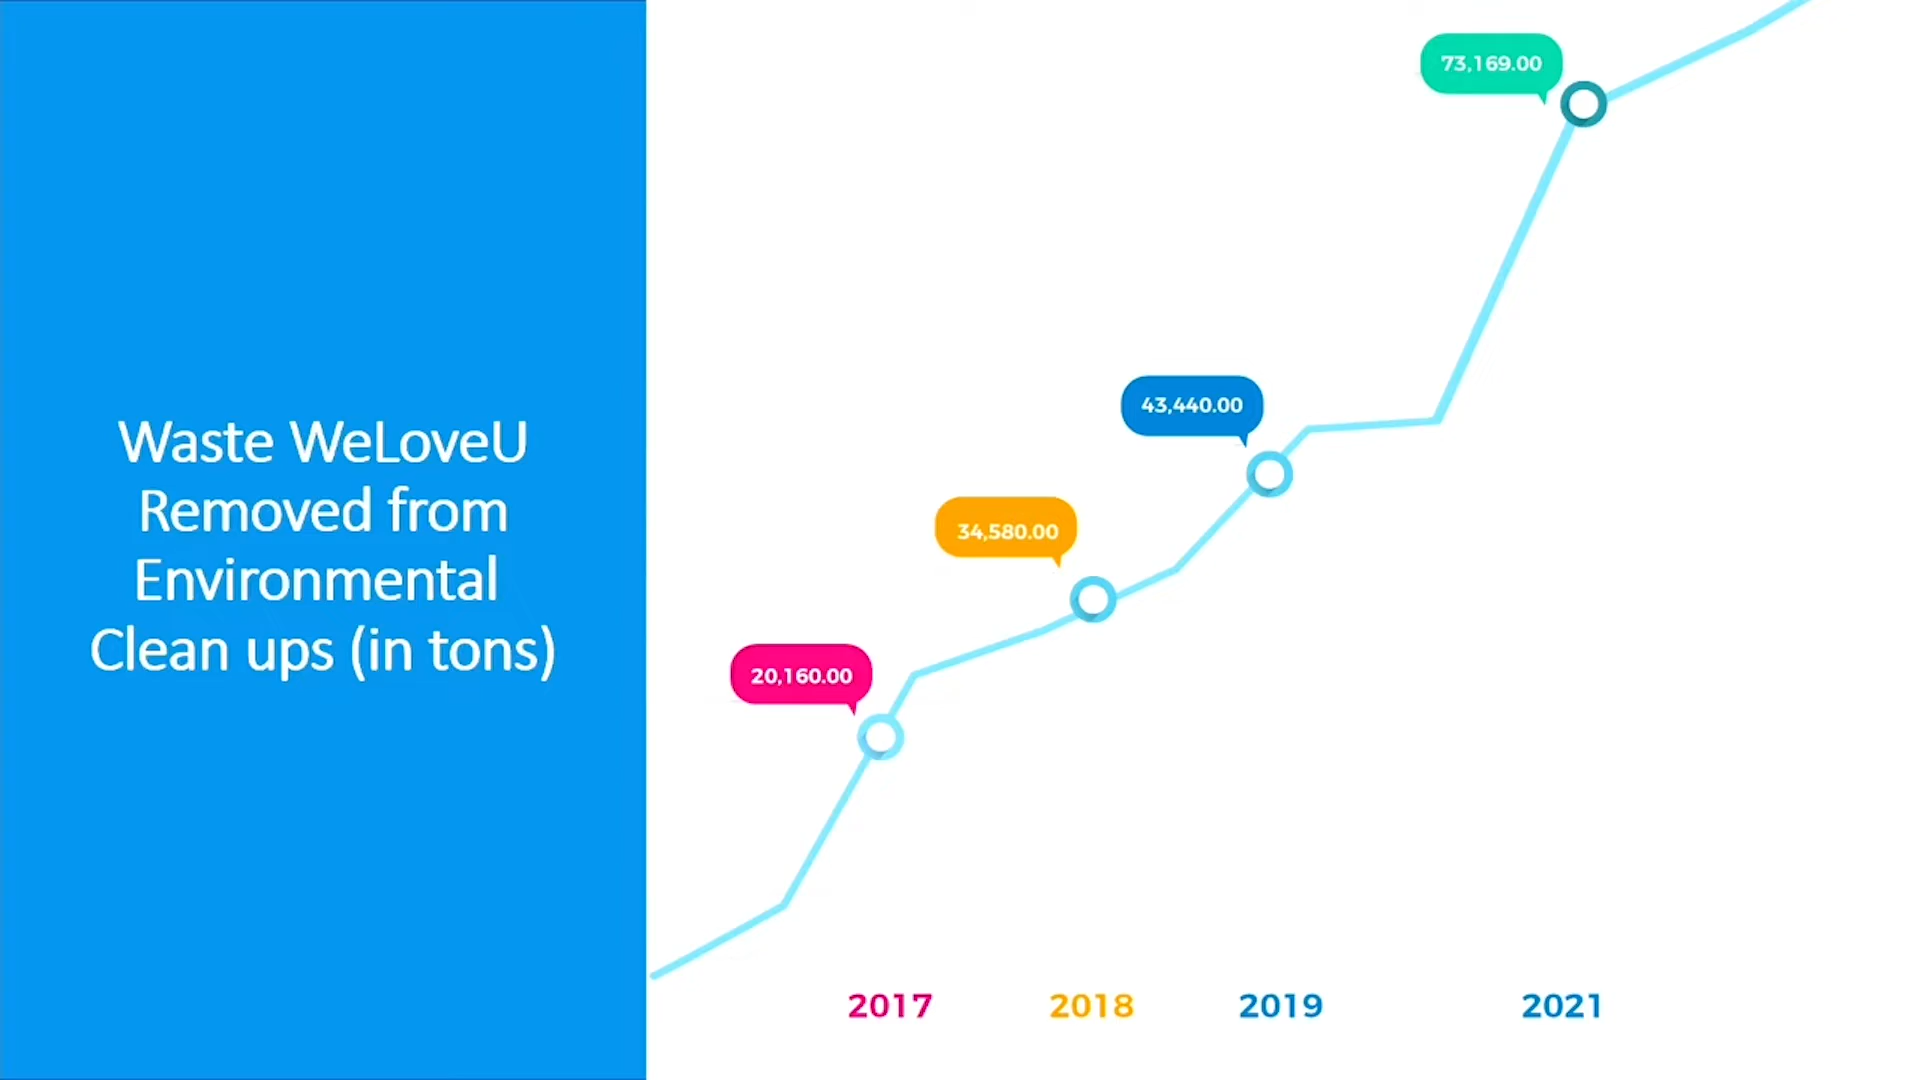 Waste WeLoveU
Removed from
Environmental
Clean ups (in tons)
73,169.00
43,440.00
34,580.00
20,160.00
2017
2018
2019
2021